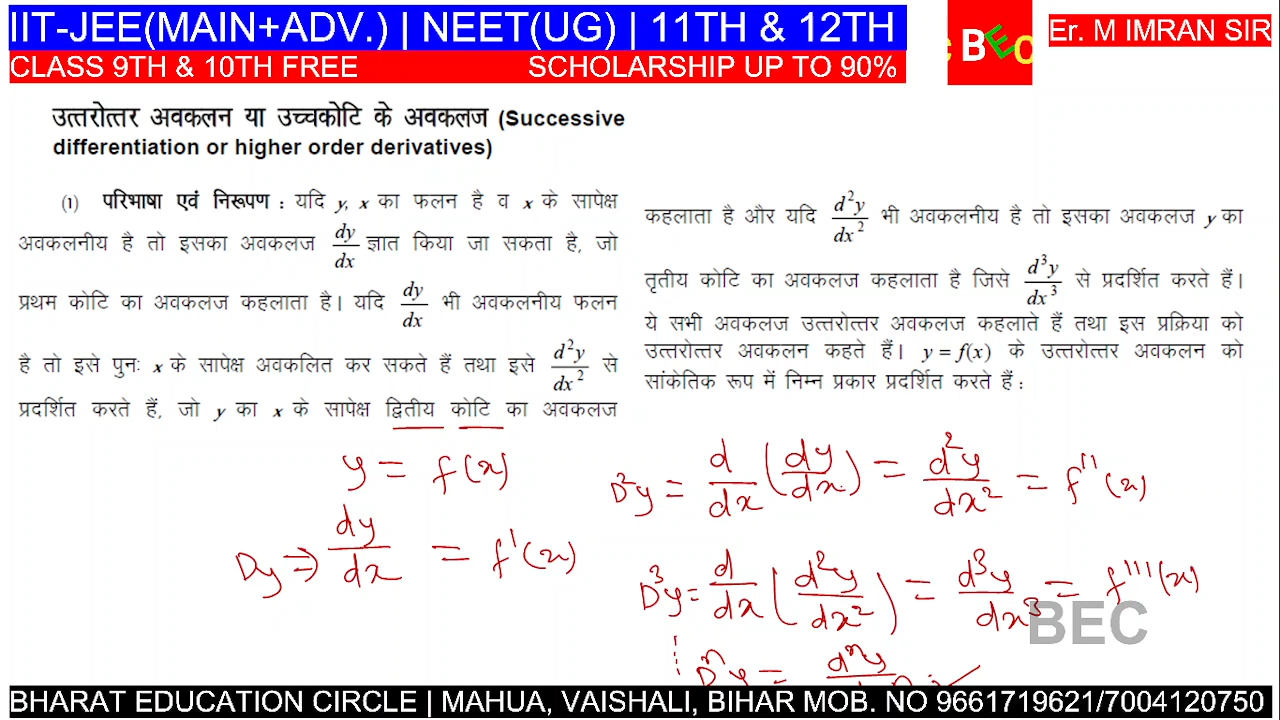 IIT-JEE(MAIN+ADV.) | NEET(UG) | 11TH & 12TH
CLASS 9TH & 10TH FREE SCHOLARSHIP UP TO 90%
BEC
Er. M IMRAN SIR
उत्तरोत्तर अवकलन या उच्चकोटि के अवकलज (Successive
differentiation or higher order derivatives)
(1) परिभाषा एवं निरूपण : यदि y, x का फलन है व x के सापेक्ष
अवकलनीय है तो इसका अवकलज dy/dx ज्ञात किया जा सकता है, जो
प्रथम कोटि का अवकलज कहलाता है। यदि dy/dx भी अवकलनीय फलन
है तो इसे पुनः x के सापेक्ष अवकलित कर सकते हैं तथा इसे d²y/dx² से
प्रदर्शित करते हैं, जो y का x के सापेक्ष द्वितीय कोटि का अवकलज
कहलाता है और यदि d²y/dx² भी अवकलनीय है तो इसका अवकलज y का
तृतीय कोटि का अवकलज कहलाता है जिसे d³y/dx³ से प्रदर्शित करते हैं।
ये सभी अवकलज उत्तरोत्तर अवकलज कहलाते हैं तथा इस प्रक्रिया को
उत्तरोत्तर अवकलन कहते हैं। y = f(x) के उत्तरोत्तर अवकलन को
सांकेतिक रूप में निम्न प्रकार प्रदर्शित करते हैं :
y = f(x)
Dy ⇒ dy/dx = f'(x)
D²y = d/dx (dy/dx) = d²y/dx² = f''(x)
D³y = d/dx (d²y/dx²) = d³y/dx³ = f'''(x)
Dⁿy = dⁿy
BEC
BHARAT EDUCATION CIRCLE | MAHUA, VAISHALI, BIHAR MOB. NO 9661719621/7004120750